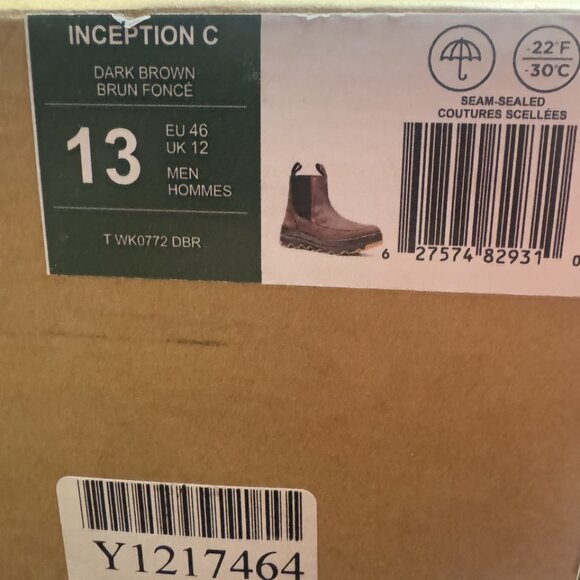 INCEPTION C
DARK BROWN
BRUN FONCÉ
13
EU 46
UK 12
MEN
HOMMES
T WK0772 DBR
-22°F
-30°C
SEAM-SEALED
COUTURES SCELLÉES
6 27574 82931 0
Y1217464